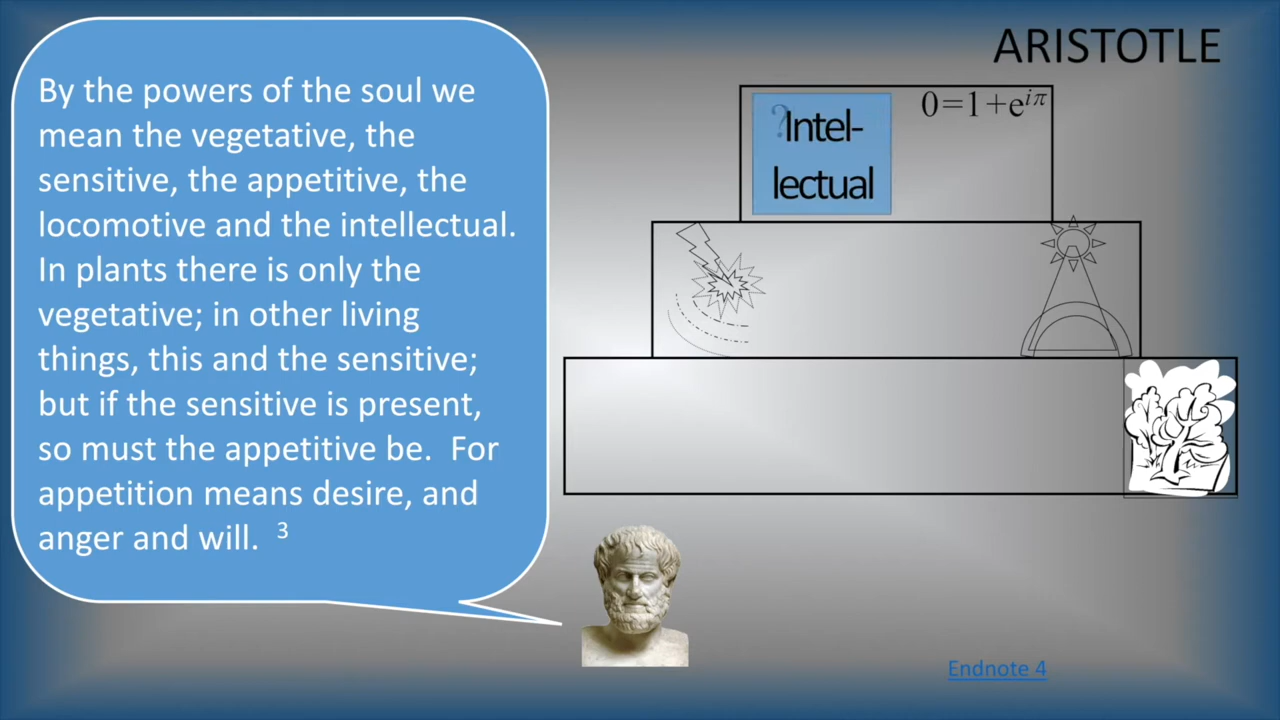 ARISTOTLE
By the powers of the soul we
mean the vegetative, the
sensitive, the appetitive, the
locomotive and the intellectual.
In plants there is only the
vegetative; in other living
things, this and the sensitive;
but if the sensitive is present,
so must the appetitive be.  For
appetition means desire, and
anger and will.  3
?Intel-
lectual
0=1+e^{iπ}
Endnote 4